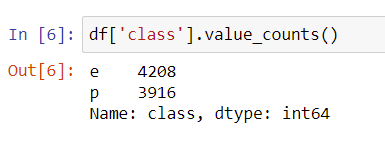 In [6]: df['class'].value_counts()
Out[6]: e    4208
p    3916
Name: class, dtype: int64